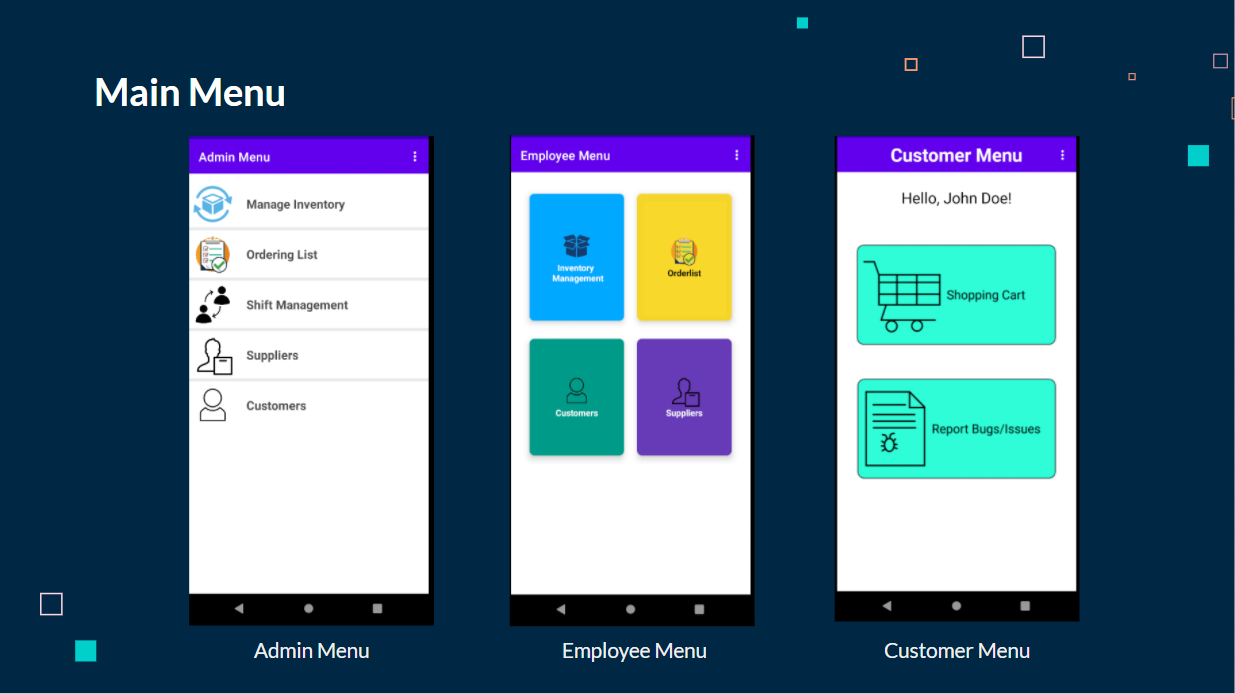 Main Menu
Admin Menu
Manage Inventory
Ordering List
Shift Management
Suppliers
Customers
Admin Menu
Employee Menu
Inventory
Management
Orderlist
Customers
Suppliers
Employee Menu
Customer Menu
Hello, John Doe!
Shopping Cart
Report Bugs/Issues
Customer Menu